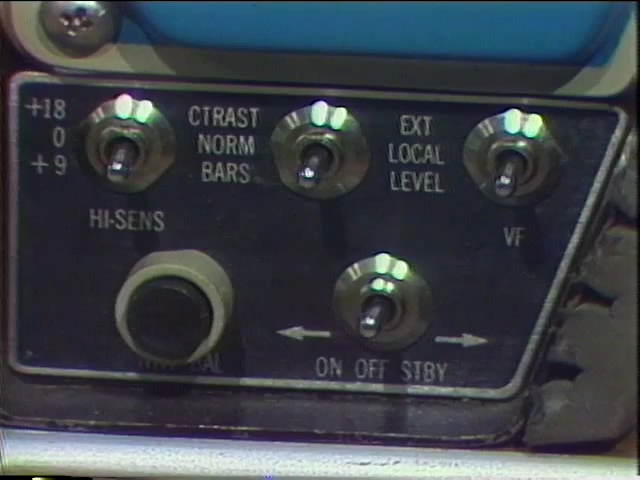 +18
0
+9
HI-SENS
CTRAST
NORM
BARS
EXT
LOCAL
LEVEL
VF
ON OFF STBY